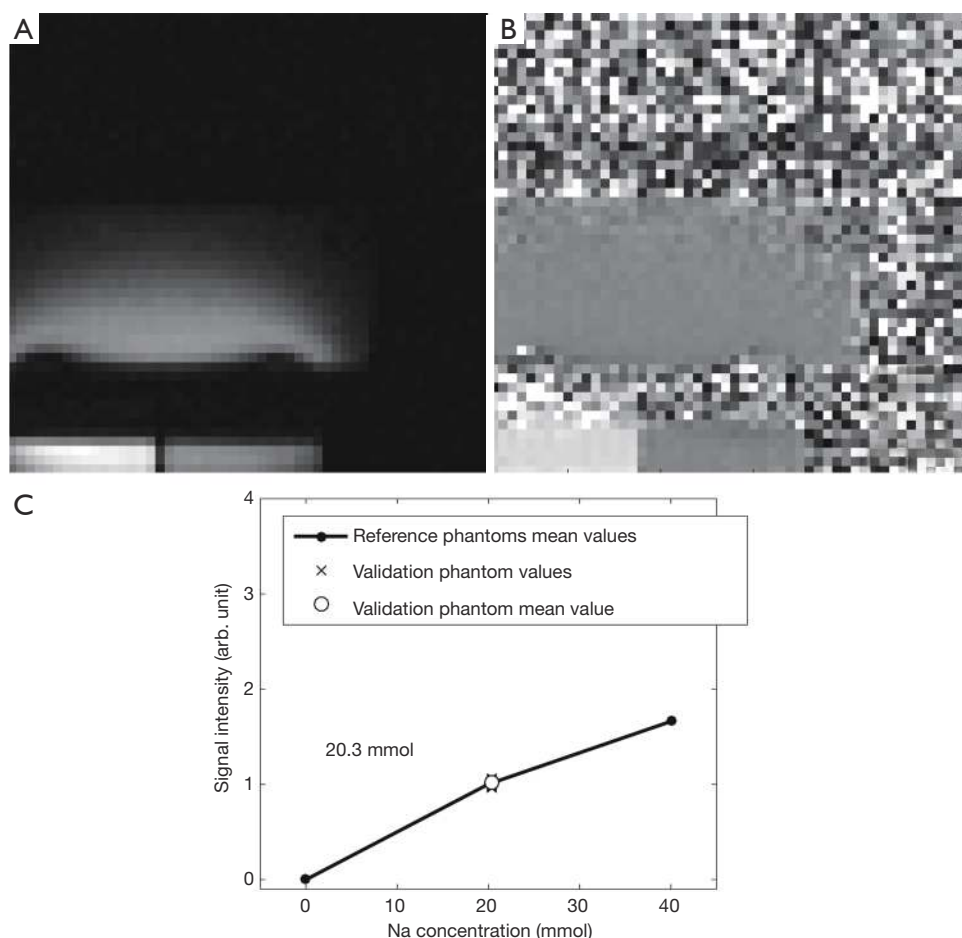 A
B
C
4
3
2
1
0
Signal intensity (arb. unit)
Reference phantoms mean values
Validation phantom values
Validation phantom mean value
20.3 mmol
0 10 20 30 40
Na concentration (mmol)